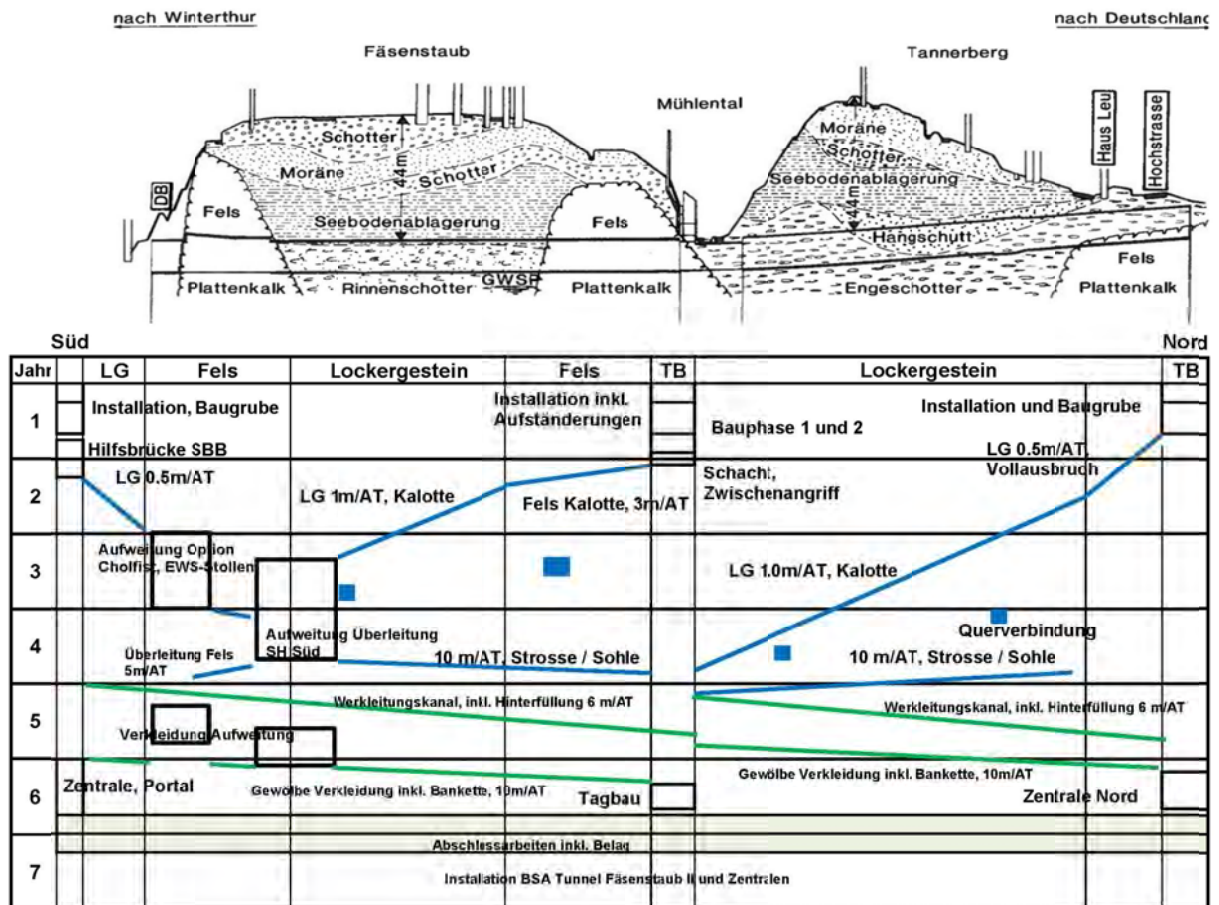 nach Winterthur
nach Deutschland
Fäsenstaub
Tannerberg
Mühlental
Haus Leu
Hochstrasse
DB
Schotter
Moräne
44m
Schotter
Seebodenablagerung
Fels
Fels
Moräne
Schotter
Seebodenablagerung
44m
Hangschutt
Fels
Plattenkalk
Rinnenschotter
GWSP
Plattenkalk
Engeschotter
Plattenkalk
Süd
Nord
Jahr
LG
Fels
Lockergestein
Fels
TB
Lockergestein
TB
1
Installation, Baugrube
Installation inkl.
Aufständerungen
Bauphase 1 und 2
Installation und Baugrube
Hilfsbrücke SBB
LG 0.5m/AT,
Vollausbruch
2
LG 0.5m/AT
LG 1m/AT, Kalotte
Fels Kalotte, 3m/AT
Schacht,
Zwischenangriff
3
Aufweitung Option
Cholfirst, EWS-Stollen
LG 1.0m/AT, Kalotte
4
Aufweitung Überleitung
SH Süd
Überleitung Fels
5m/AT
10 m/AT, Strosse / Sohle
Querverbindung
10 m/AT, Strosse / Sohle
5
Werkleitungskanal, inkl. Hinterfüllung 6 m/AT
Werkleitungskanal, inkl. Hinterfüllung 6 m/AT
Verkleidung Aufweitung
6
Zentrale, Portal
Gewölbe Verkleidung inkl. Bankette, 10m/AT
Tagbau
Gewölbe Verkleidung inkl. Bankette, 10m/AT
Zentrale Nord
Abschlessarbeiten inkl. Belag
7
Installation BSA Tunnel Fäsenstaub II und Zentralen